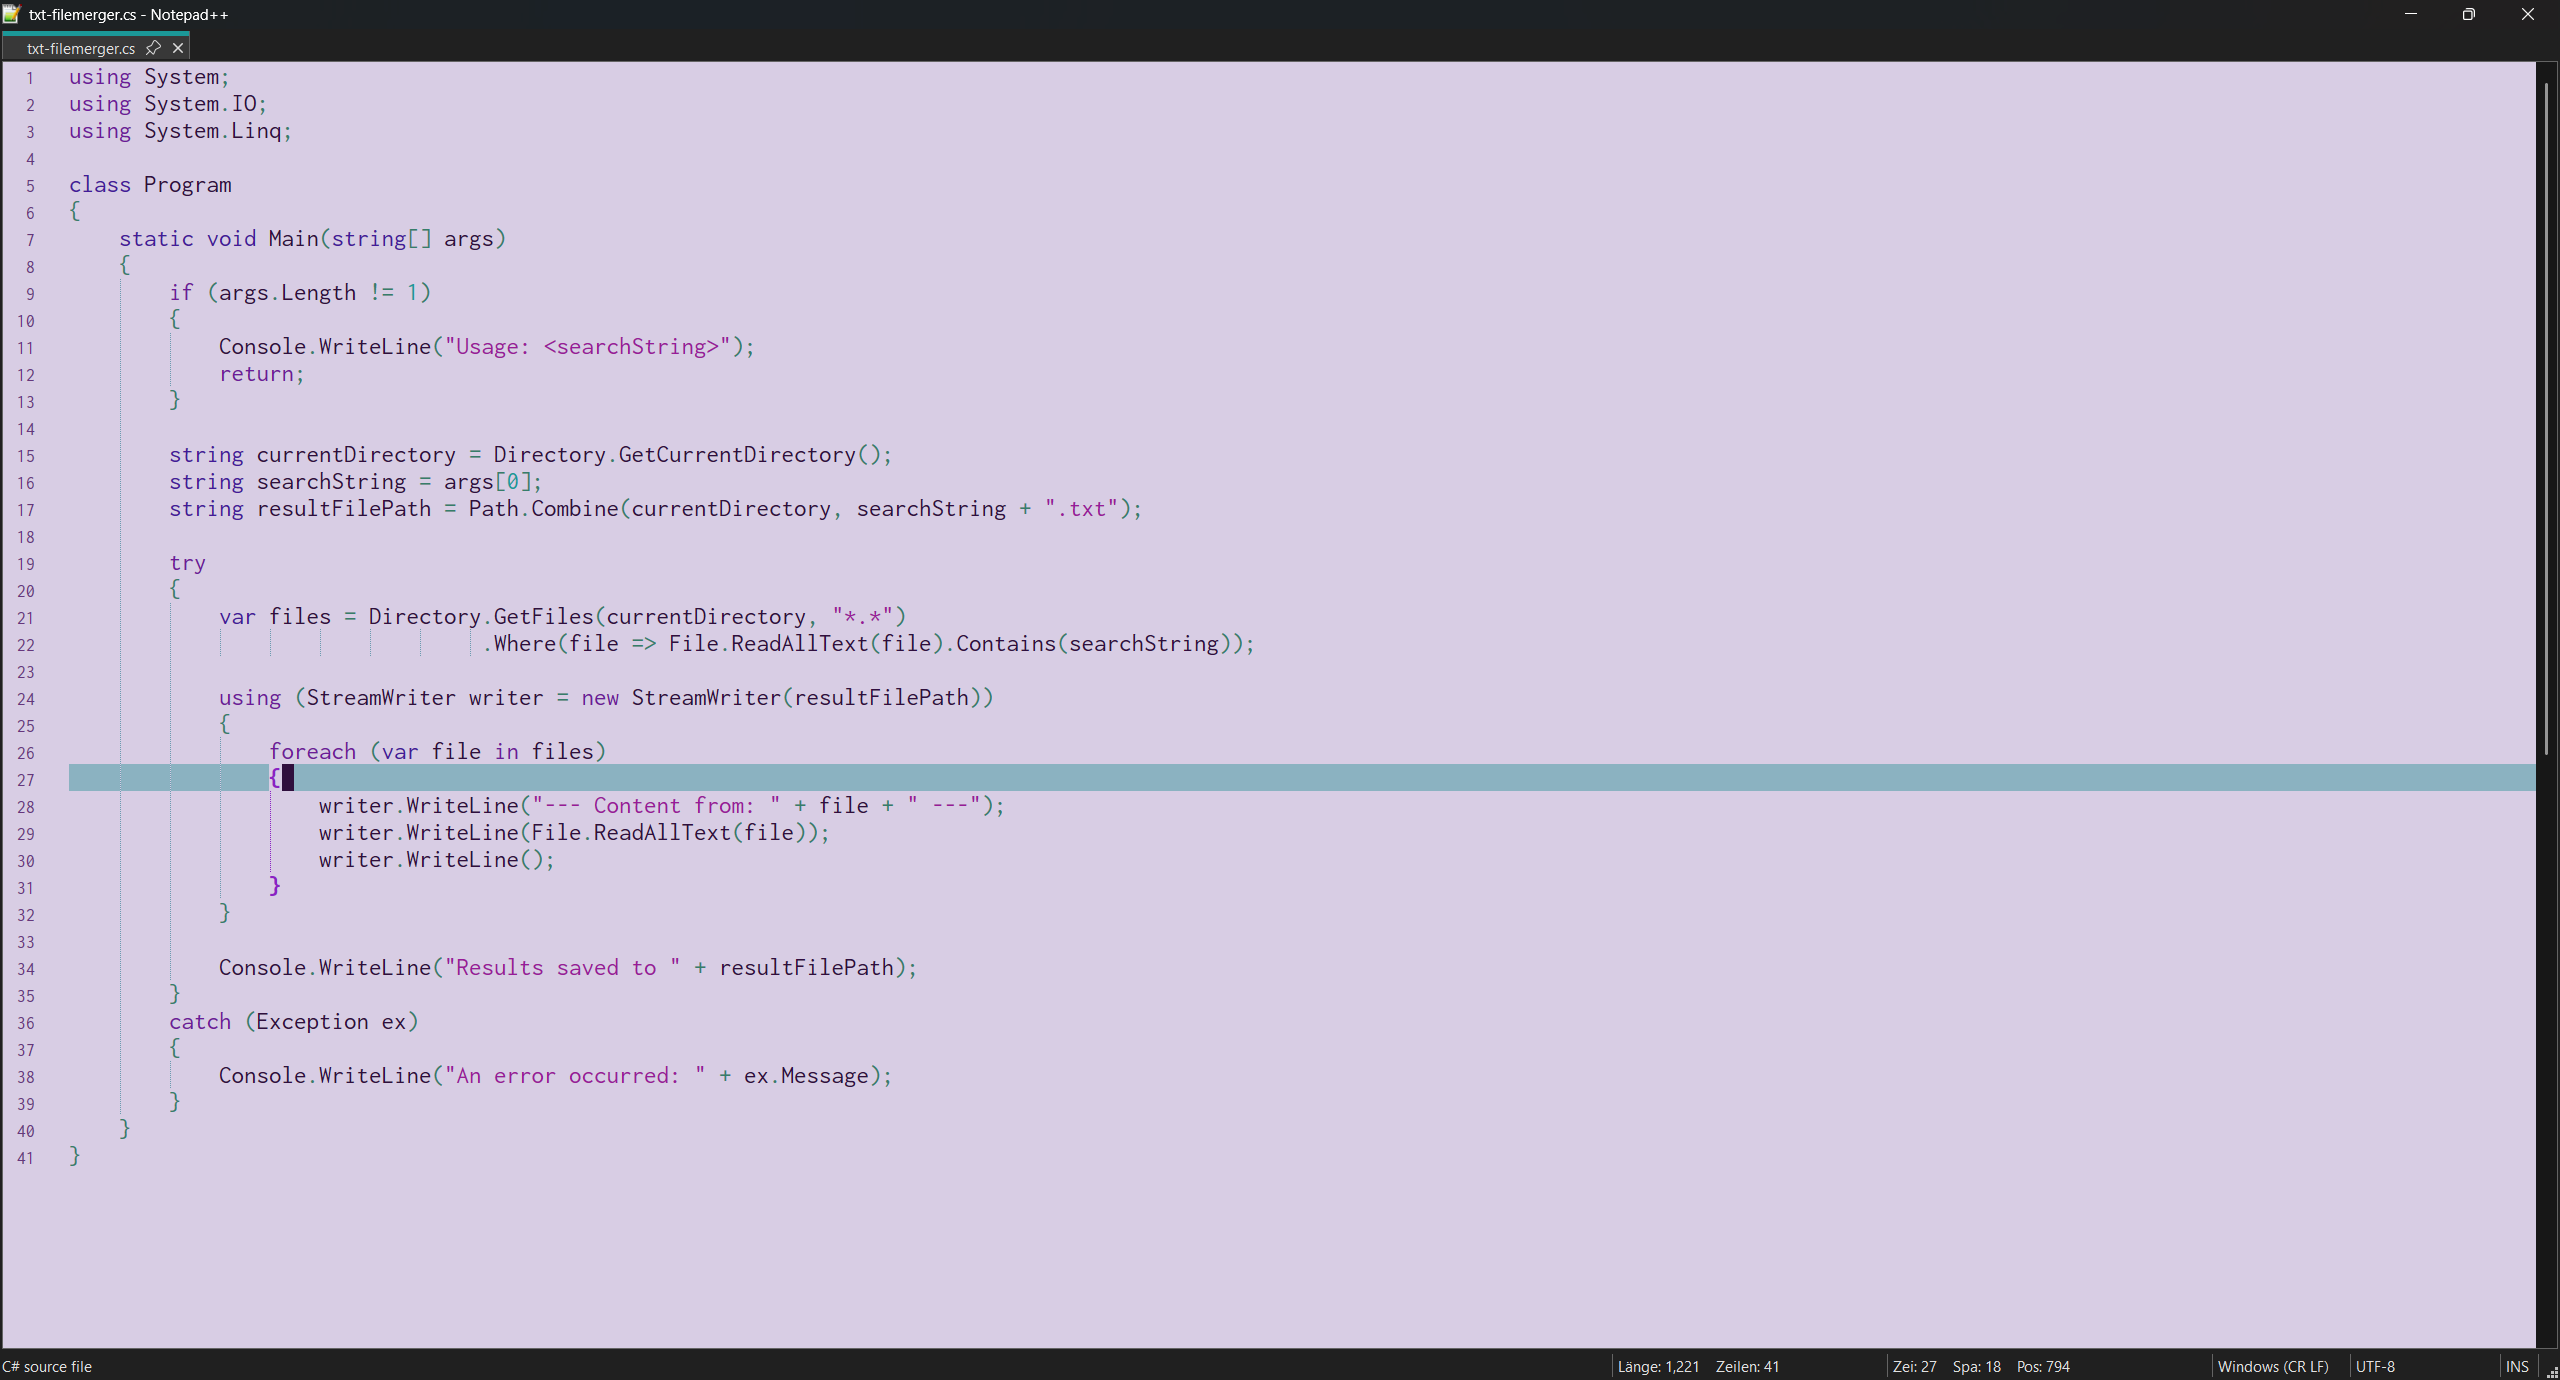 txt-filemerger.cs - Notepad++
txt-filemerger.cs
1 using System;
2 using System.IO;
3 using System.Linq;
4
5 class Program
6 {
7     static void Main(string[] args)
8     {
9         if (args.Length != 1)
10         {
11             Console.WriteLine("Usage: <searchString>");
12             return;
13         }
14
15         string currentDirectory = Directory.GetCurrentDirectory();
16         string searchString = args[0];
17         string resultFilePath = Path.Combine(currentDirectory, searchString + ".txt");
18
19         try
20         {
21             var files = Directory.GetFiles(currentDirectory, "*.*")
22                                  .Where(file => File.ReadAllText(file).Contains(searchString));
23
24             using (StreamWriter writer = new StreamWriter(resultFilePath))
25             {
26                 foreach (var file in files)
27                 {
28                     writer.WriteLine("--- Content from: " + file + " ---");
29                     writer.WriteLine(File.ReadAllText(file));
30                     writer.WriteLine();
31                 }
32             }
33
34             Console.WriteLine("Results saved to " + resultFilePath);
35         }
36         catch (Exception ex)
37         {
38             Console.WriteLine("An error occurred: " + ex.Message);
39         }
40     }
41 }
C# source file Länge: 1,221 Zeilen: 41 Zei: 27 Spa: 18 Pos: 794 Windows (CR LF) UTF-8 INS